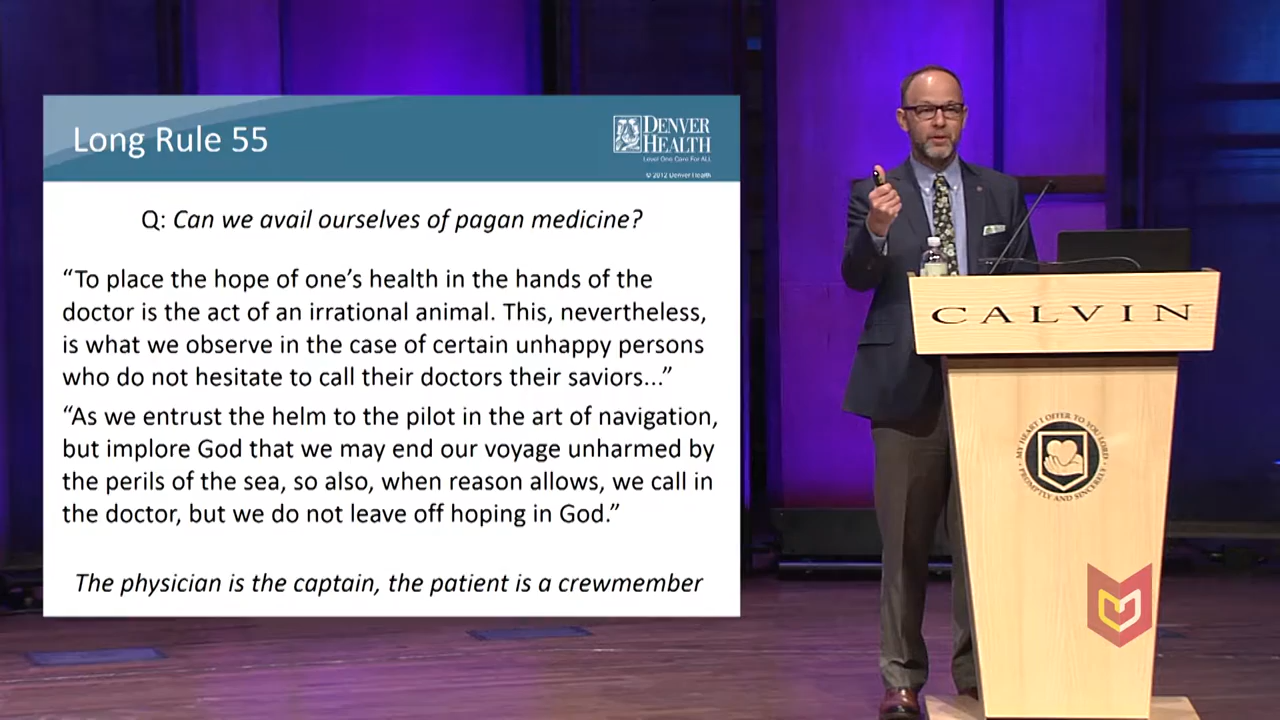 Long Rule 55
DENVER
HEALTH
Level One Care For ALL
© 2012 Denver Health
Q: Can we avail ourselves of pagan medicine?
“To place the hope of one’s health in the hands of the
doctor is the act of an irrational animal. This, nevertheless,
is what we observe in the case of certain unhappy persons
who do not hesitate to call their doctors their saviors...”
“As we entrust the helm to the pilot in the art of navigation,
but implore God that we may end our voyage unharmed by
the perils of the sea, so also, when reason allows, we call in
the doctor, but we do not leave off hoping in God.”
The physician is the captain, the patient is a crewmember
CALVIN
MY HEART I OFFER TO YOU LORD
PROMPTLY AND SINCERELY